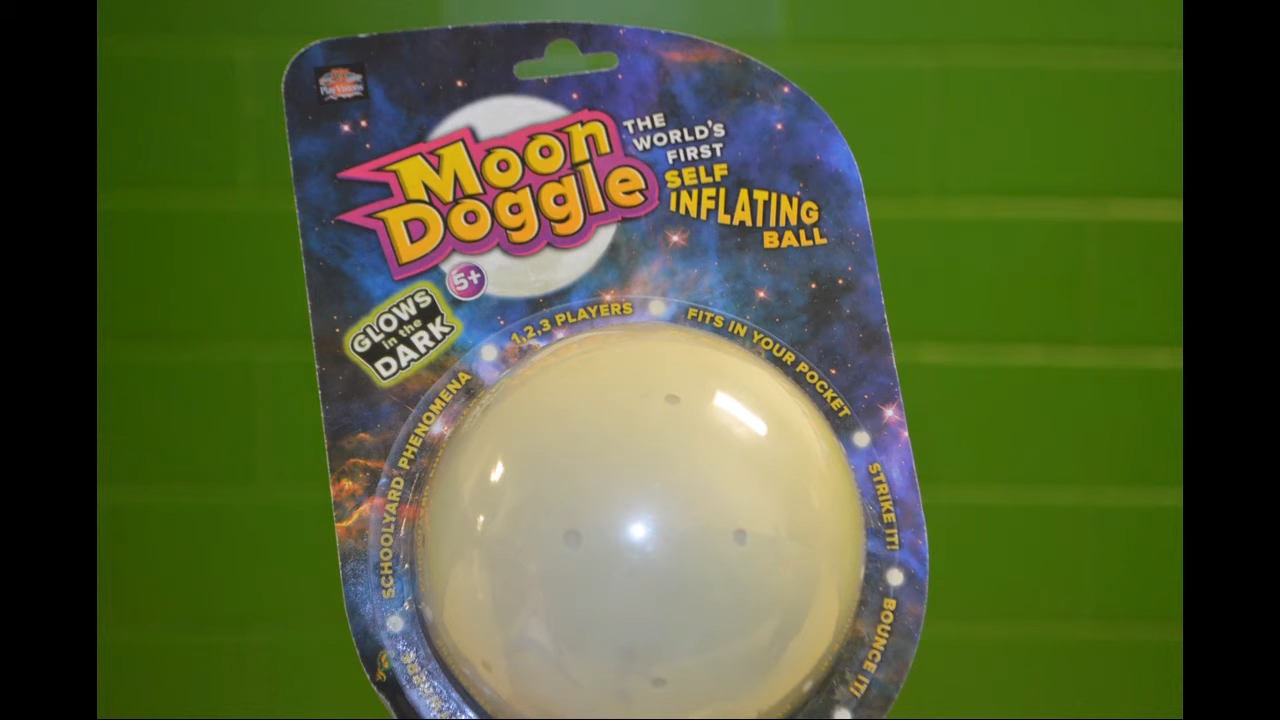 PlayVisions
Moon
Doggle
THE
WORLD'S
FIRST
SELF
INFLATING
BALL
5+
GLOWS
in the
DARK
SCHOOLYARD PHENOMENA
1,2,3 PLAYERS
FITS IN YOUR POCKET
STRIKE IT!
BOUNCE IT!